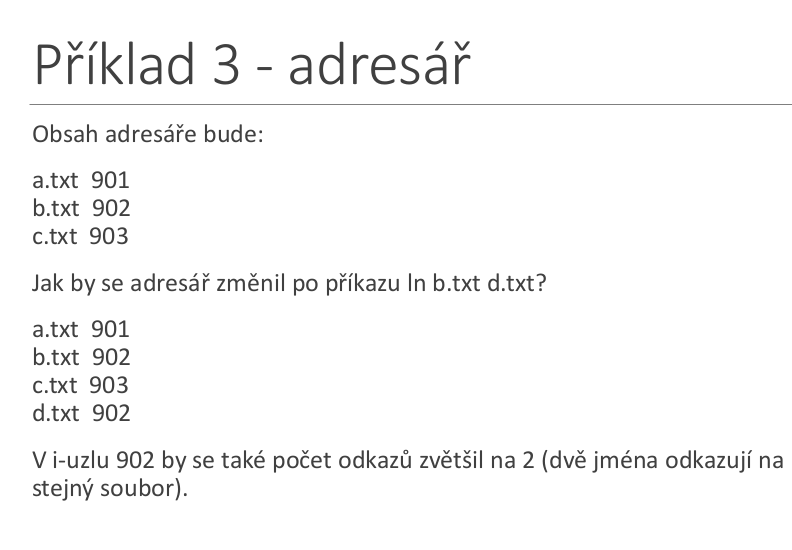 Příklad 3 - adresář
Obsah adresáře bude:
a.txt 901
b.txt 902
c.txt 903
Jak by se adresář změnil po příkazu ln b.txt d.txt?
a.txt 901
b.txt 902
c.txt 903
d.txt 902
V i-uzlu 902 by se také počet odkazů zvětšil na 2 (dvě jména odkazují na
stejný soubor).